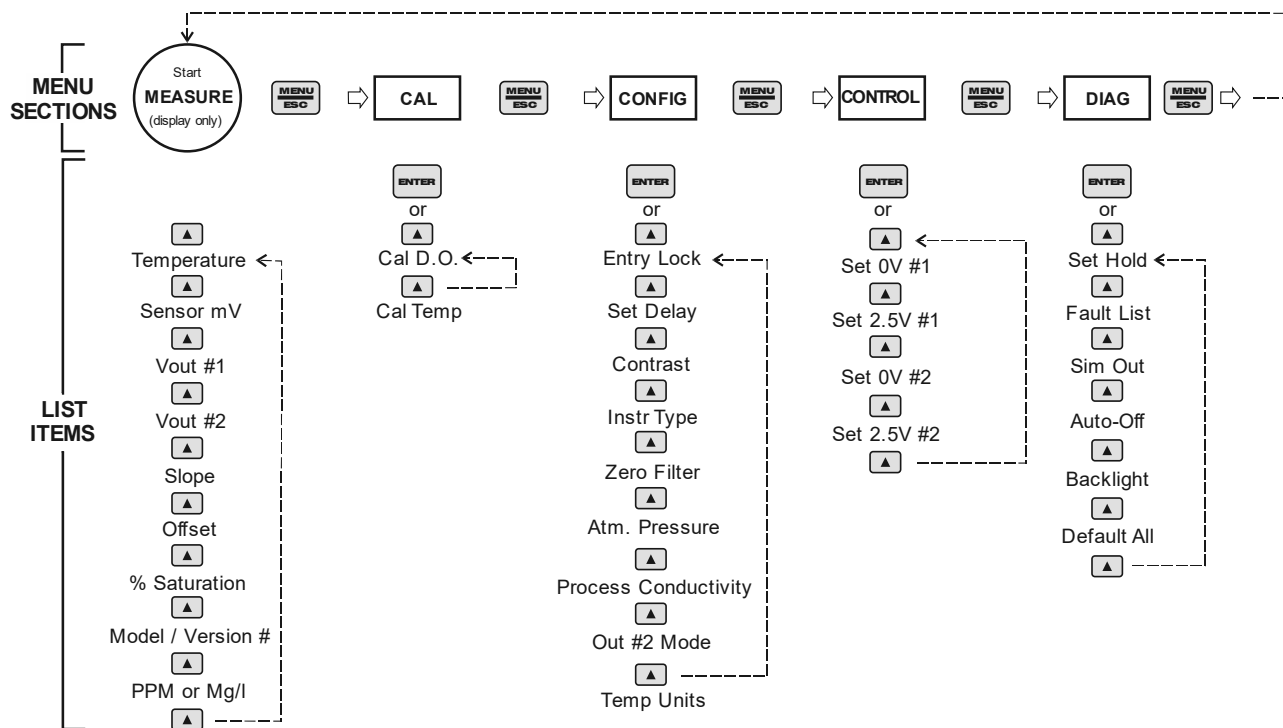 MENU
SECTIONS
Start
MEASURE
(display only)
MENU
ESC
CAL
MENU
ESC
CONFIG
MENU
ESC
CONTROL
MENU
ESC
DIAG
MENU
ESC
LIST
ITEMS
Temperature
Sensor mV
Vout #1
Vout #2
Slope
Offset
% Saturation
Model / Version #
PPM or Mg/l
ENTER
or
Cal D.O.
Cal Temp
ENTER
or
Entry Lock
Set Delay
Contrast
Instr Type
Zero Filter
Atm. Pressure
Process Conductivity
Out #2 Mode
Temp Units
ENTER
or
Set 0V #1
Set 2.5V #1
Set 0V #2
Set 2.5V #2
ENTER
or
Set Hold
Fault List
Sim Out
Auto-Off
Backlight
Default All